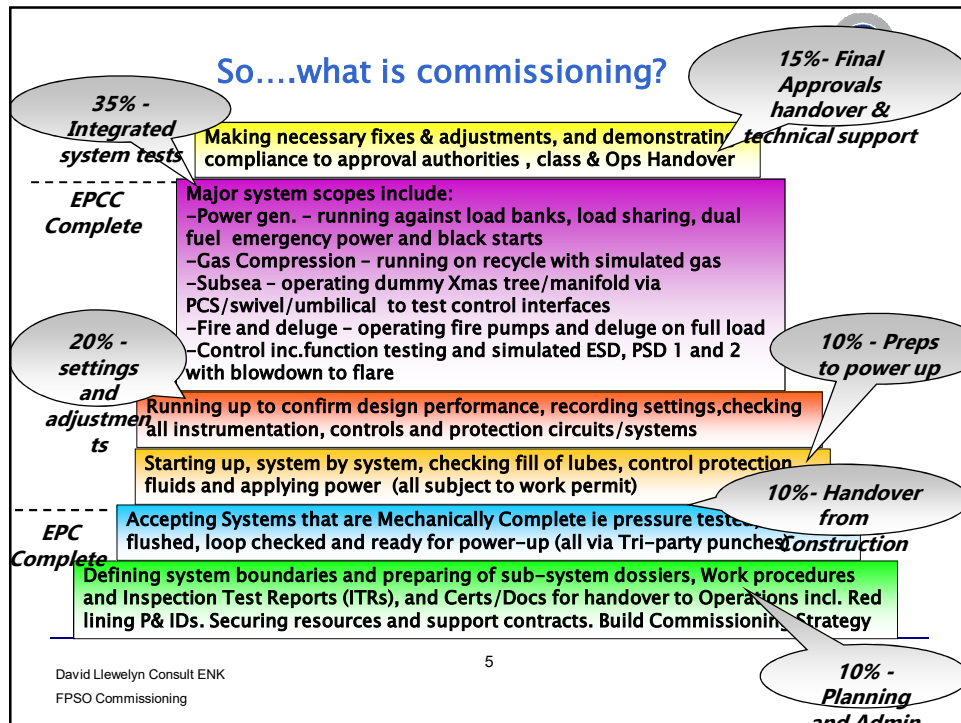 So....what is commissioning?
15%- Final
Approvals
handover &
technical support
35% -
Integrated
system tests
Making necessary fixes & adjustments, and demonstrating
compliance to approval authorities , class & Ops Handover
EPCC
Complete
Major system scopes include:
-Power gen. – running against load banks, load sharing, dual
fuel  emergency power and black starts
-Gas Compression – running on recycle with simulated gas
-Subsea – operating dummy Xmas tree/manifold via
PCS/swivel/umbilical  to test control interfaces
-Fire and deluge – operating fire pumps and deluge on full load
-Control inc.function testing and simulated ESD, PSD 1 and 2
with blowdown to flare
20% -
settings
and
adjustmen
ts
10% - Preps
to power up
Running up to confirm design performance, recording settings,checking
all instrumentation, controls and protection circuits/systems
Starting up, system by system, checking fill of lubes, control protection
fluids and applying power  (all subject to work permit)
10%- Handover
from
Construction
EPC
Complete
Accepting Systems that are Mechanically Complete ie pressure tested,
flushed, loop checked and ready for power-up (all via Tri-party punches)
Defining system boundaries and preparing of sub-system dossiers, Work procedures
and Inspection Test Reports (ITRs), and Certs/Docs for handover to Operations incl. Red
lining P& IDs. Securing resources and support contracts. Build Commissioning Strategy
10% -
Planning
and Admin
David Llewelyn Consult ENK
FPSO Commissioning
5